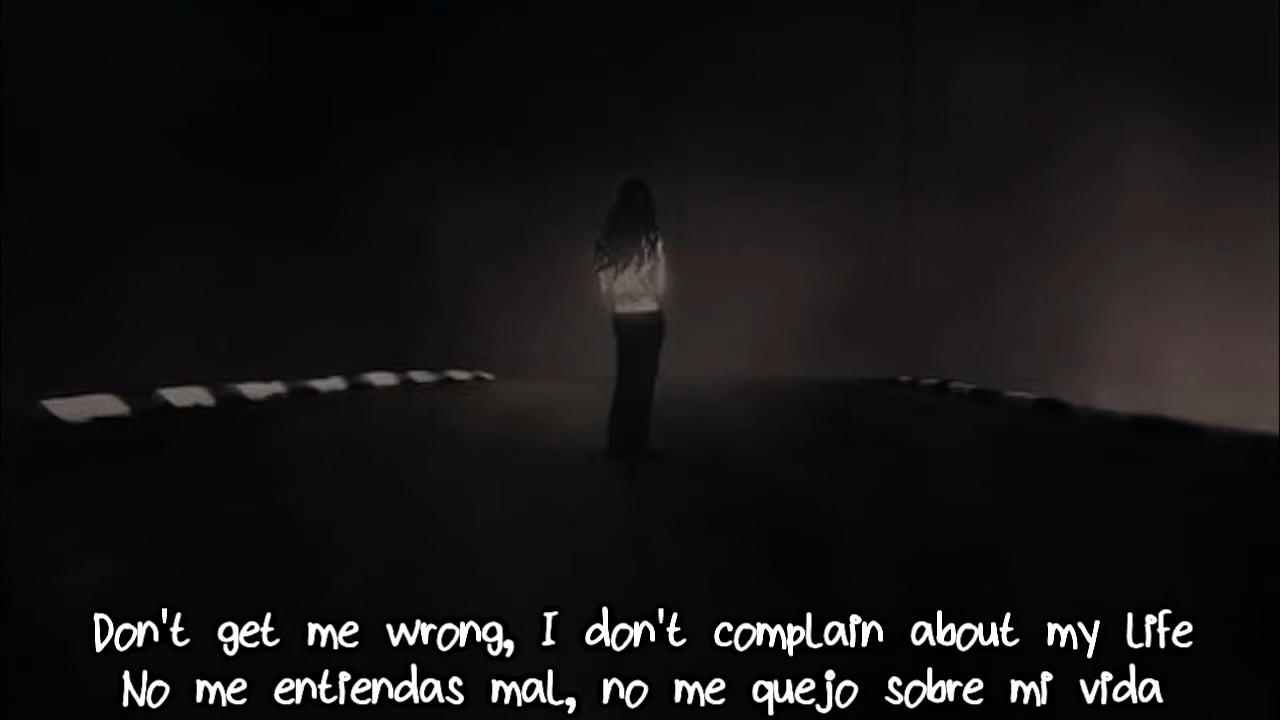 Don't get me wrong, I don't complain about my life
No me entiendas mal, no me quejo sobre mi vida